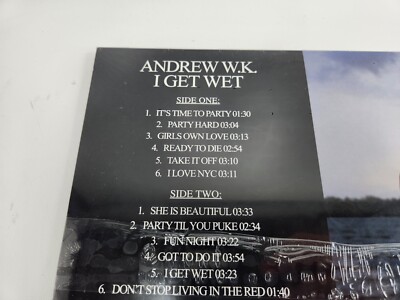 ANDREW W.K.
I GET WET
SIDE ONE:
1. IT'S TIME TO PARTY 01:30
2. PARTY HARD 03:04
3. GIRLS OWN LOVE 03:13
4. READY TO DIE 02:54
5. TAKE IT OFF 03:10
6. I LOVE NYC 03:11
SIDE TWO:
1. SHE IS BEAUTIFUL 03:33
2. PARTY TIL YOU PUKE 02:34
3. FUN NIGHT 03:22
4. GOT TO DO IT 03:54
5. I GET WET 03:23
6. DON'T STOP LIVING IN THE RED 01:40